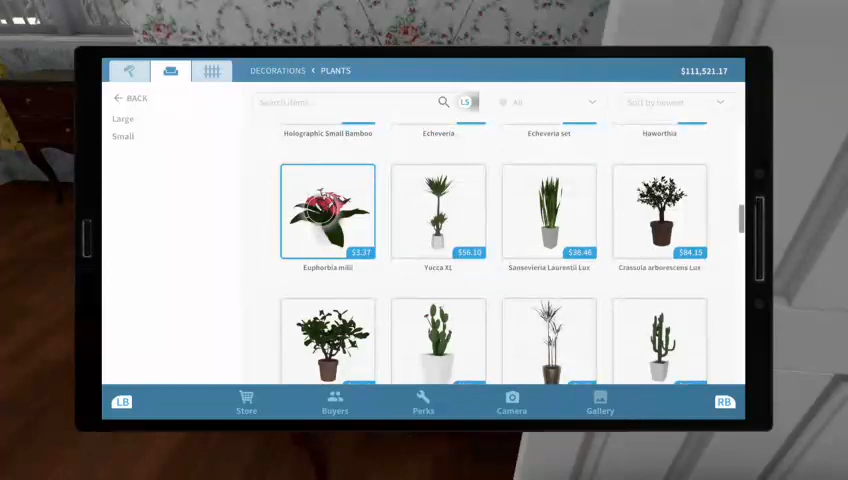 DECORATIONS < PLANTS
$111,521.17
BACK
Large
Small
Search items...
LS
All
Sort by newest
Holographic Small Bamboo
Echeveria
Echeveria set
Haworthia
$3.37
$56.10
$36.46
$84.15
Euphorbia milii
Yucca XL
Sansevieria Laurentii Lux
Crassula arborescens Lux
LB
Store
Buyers
Perks
Camera
Gallery
RB